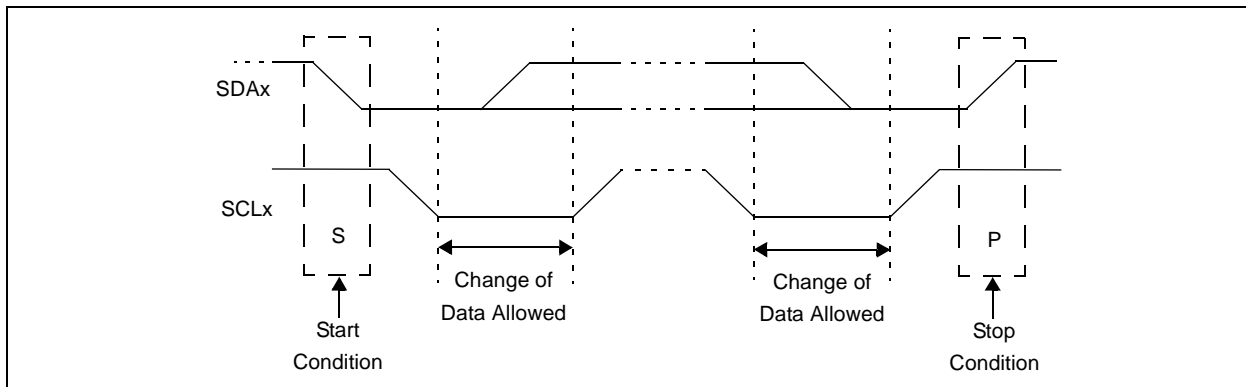 SDAx
SCLx
S
P
Change of
Data Allowed
Change of
Data Allowed
Start
Condition
Stop
Condition